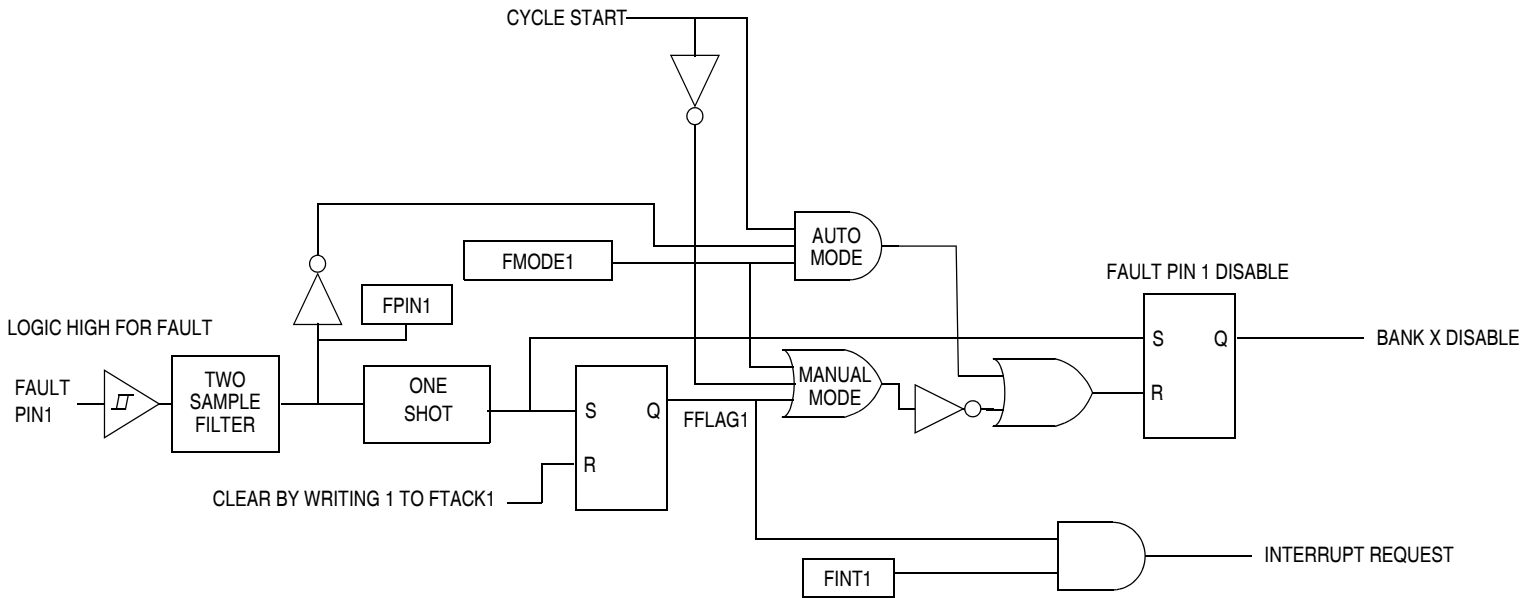 CYCLE START
AUTO
MODE
FMODE1
FAULT PIN 1 DISABLE
FPIN1
LOGIC HIGH FOR FAULT
S
Q
BANK X DISABLE
R
FAULT
PIN1
TWO
SAMPLE
FILTER
ONE
SHOT
S
Q
R
FFLAG1
MANUAL
MODE
CLEAR BY WRITING 1 TO FTACK1
FINT1
INTERRUPT REQUEST